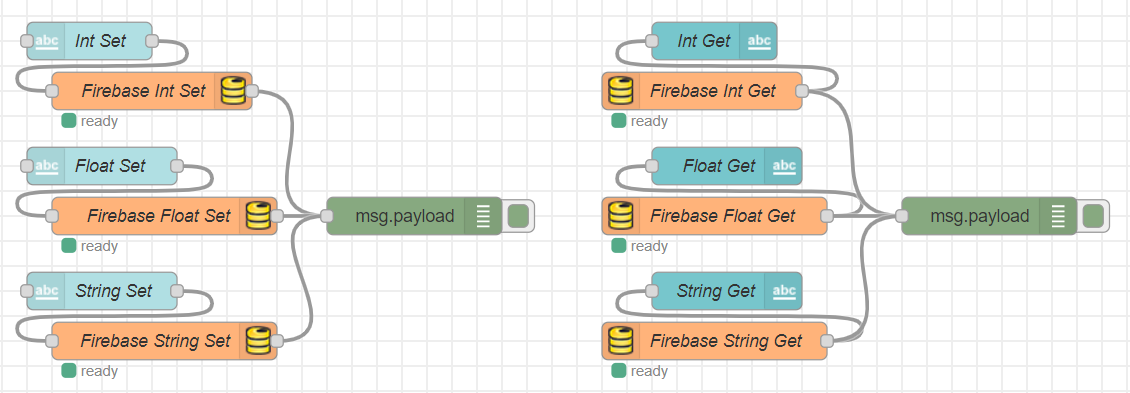 abc Int Set
Firebase Int Set
ready
abc Float Set
Firebase Float Set
ready
abc String Set
Firebase String Set
ready
msg.payload
Int Get abc
Firebase Int Get
ready
Float Get abc
Firebase Float Get
ready
String Get abc
Firebase String Get
ready
msg.payload